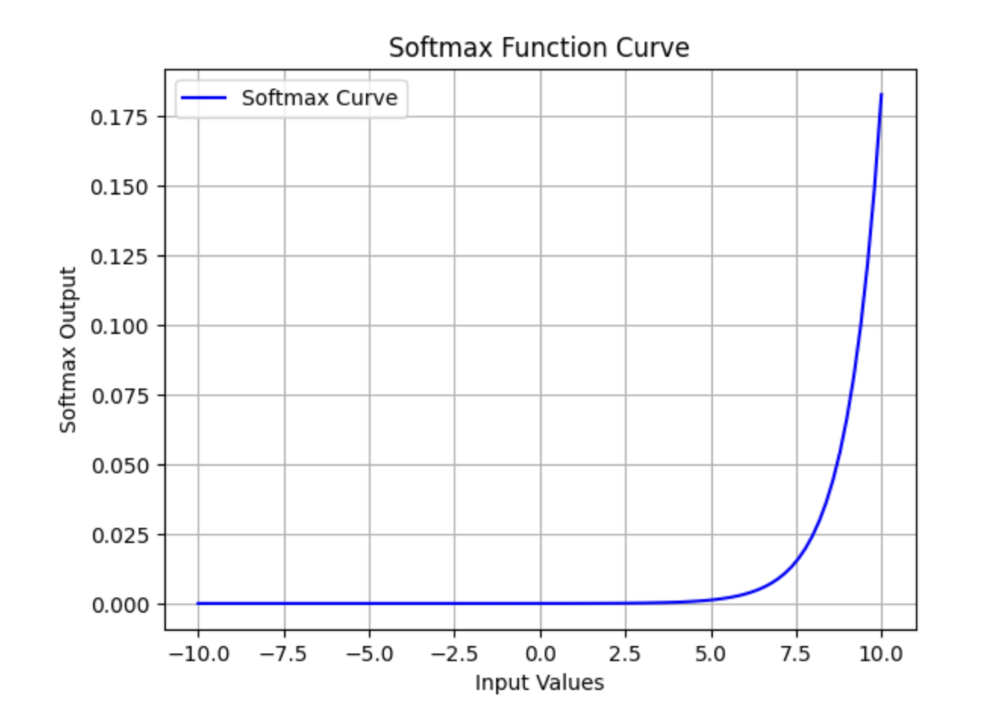 Softmax Function Curve
Softmax Curve
0.175
0.150
0.125
0.100
0.075
0.050
0.025
0.000
Softmax Output
−10.0 −7.5 −5.0 −2.5 0.0 2.5 5.0 7.5 10.0
Input Values